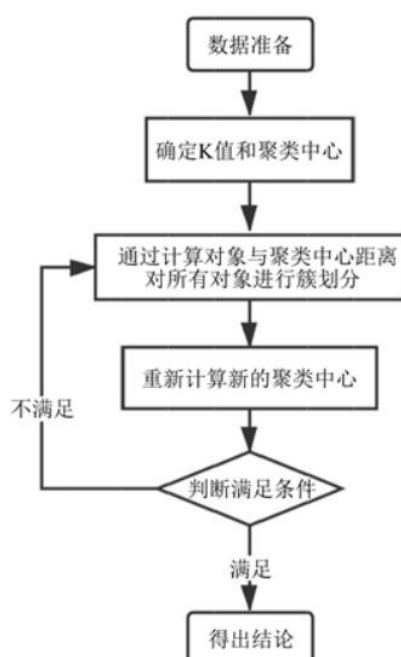 数据准备
确定K值和聚类中心
通过计算对象与聚类中心距离
对所有对象进行簇划分
重新计算新的聚类中心
不满足
判断满足条件
满足
得出结论